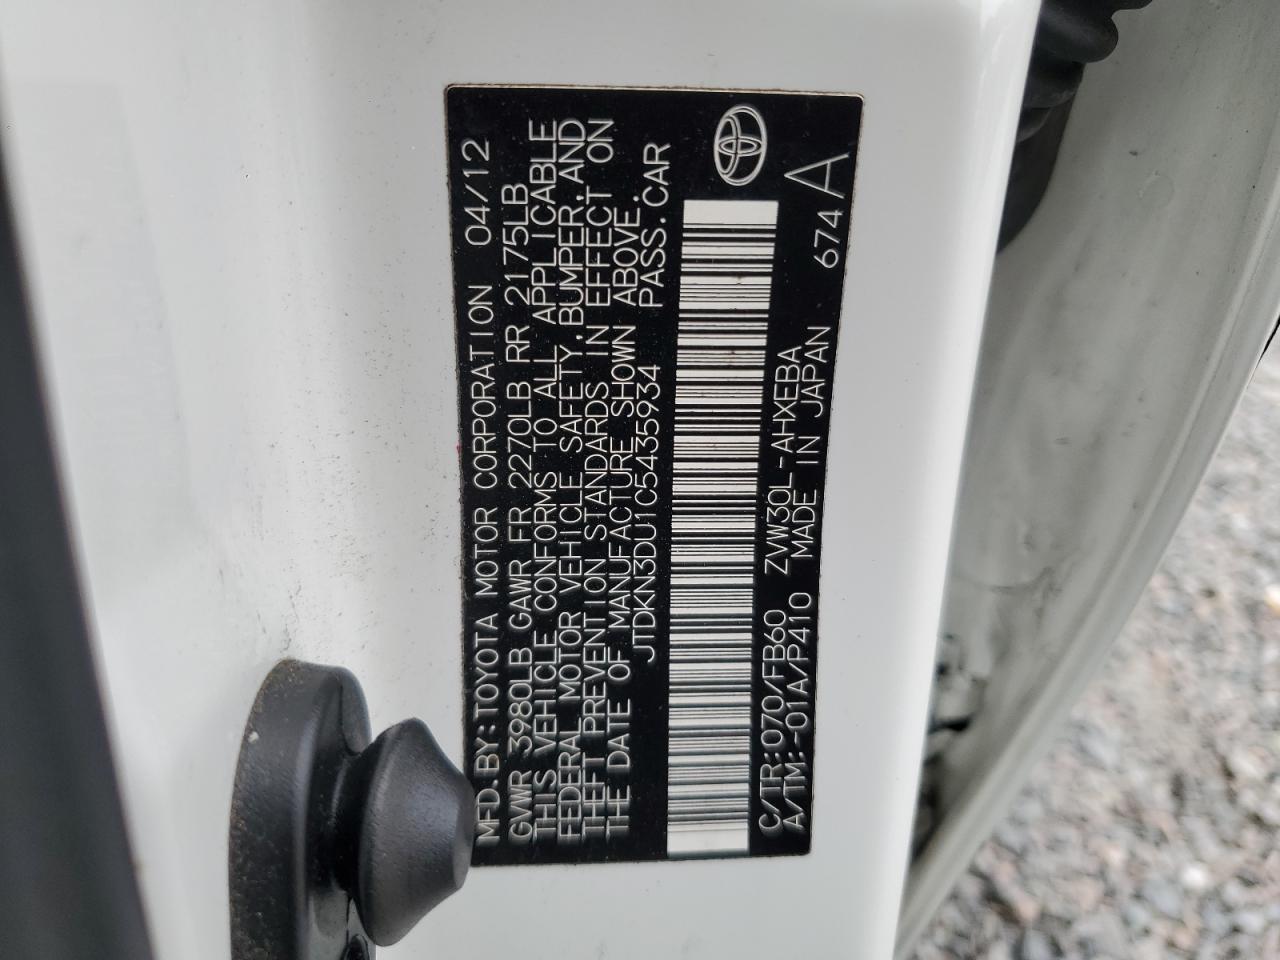 MFD.BY:TOYOTA MOTOR CORPORATION 04/12
GVWR 3980LB GAWR FR 2270LB RR 2175LB
THIS VEHICLE CONFORMS TO ALL APPLICABLE
FEDERAL MOTOR VEHICLE SAFETY,BUMPER,AND
THEFT PREVENTION STANDARDS IN EFFECT ON
THE DATE OF MANUFACTURE SHOWN ABOVE.
JTDKN3DU1C5435934 PASS.CAR
C/TR:070/FB60 ZVW30L-AHXEBA
A/TM:-01A/P410 MADE IN JAPAN 674 A